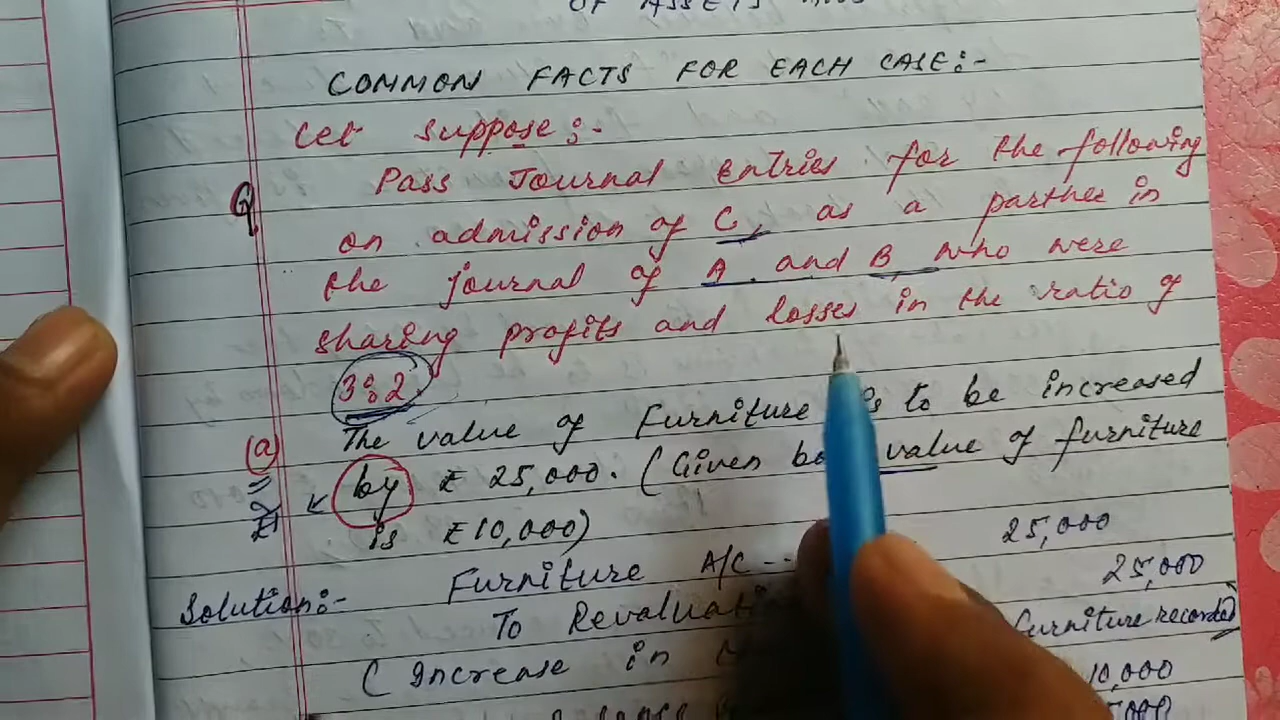 OF ASSETS
COMMON FACTS FOR EACH CASE:-
Let suppose:-
Q Pass Journal entries for the following
on admission of C, as a partner in
the journal of A and B who were
sharing profits and losses in the ratio of
3:2
(a) The value of Furniture is to be increased
by ₹ 25,000. (Given value of furniture
is ₹10,000)
Solution:- Furniture A/C -- 25,000
To 25,000
( Increase in furniture recorded)
10,000